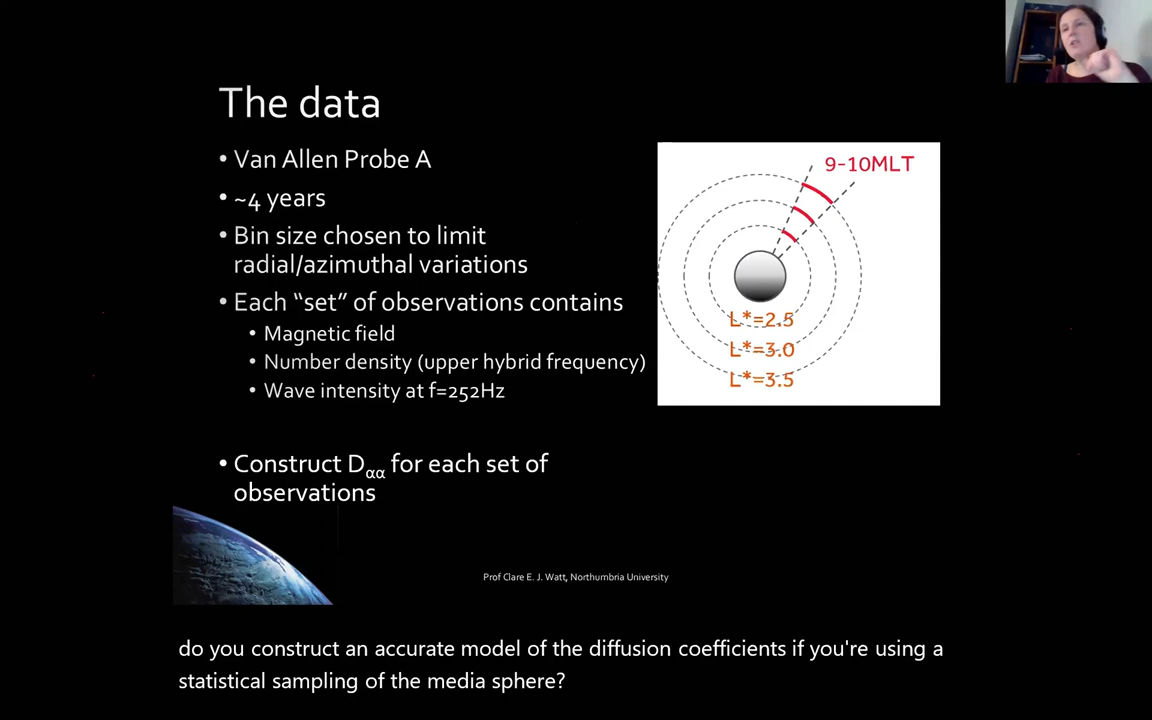 The data
• Van Allen Probe A
• ~4 years
• Bin size chosen to limit
radial/azimuthal variations
• Each “set” of observations contains
• Magnetic field
• Number density (upper hybrid frequency)
• Wave intensity at f=252Hz
• Construct Dαα for each set of
observations
9-10MLT
L*=2.5
L*=3.0
L*=3.5
Prof Clare E. J. Watt, Northumbria University
do you construct an accurate model of the diffusion coefficients if you're using a
statistical sampling of the media sphere?